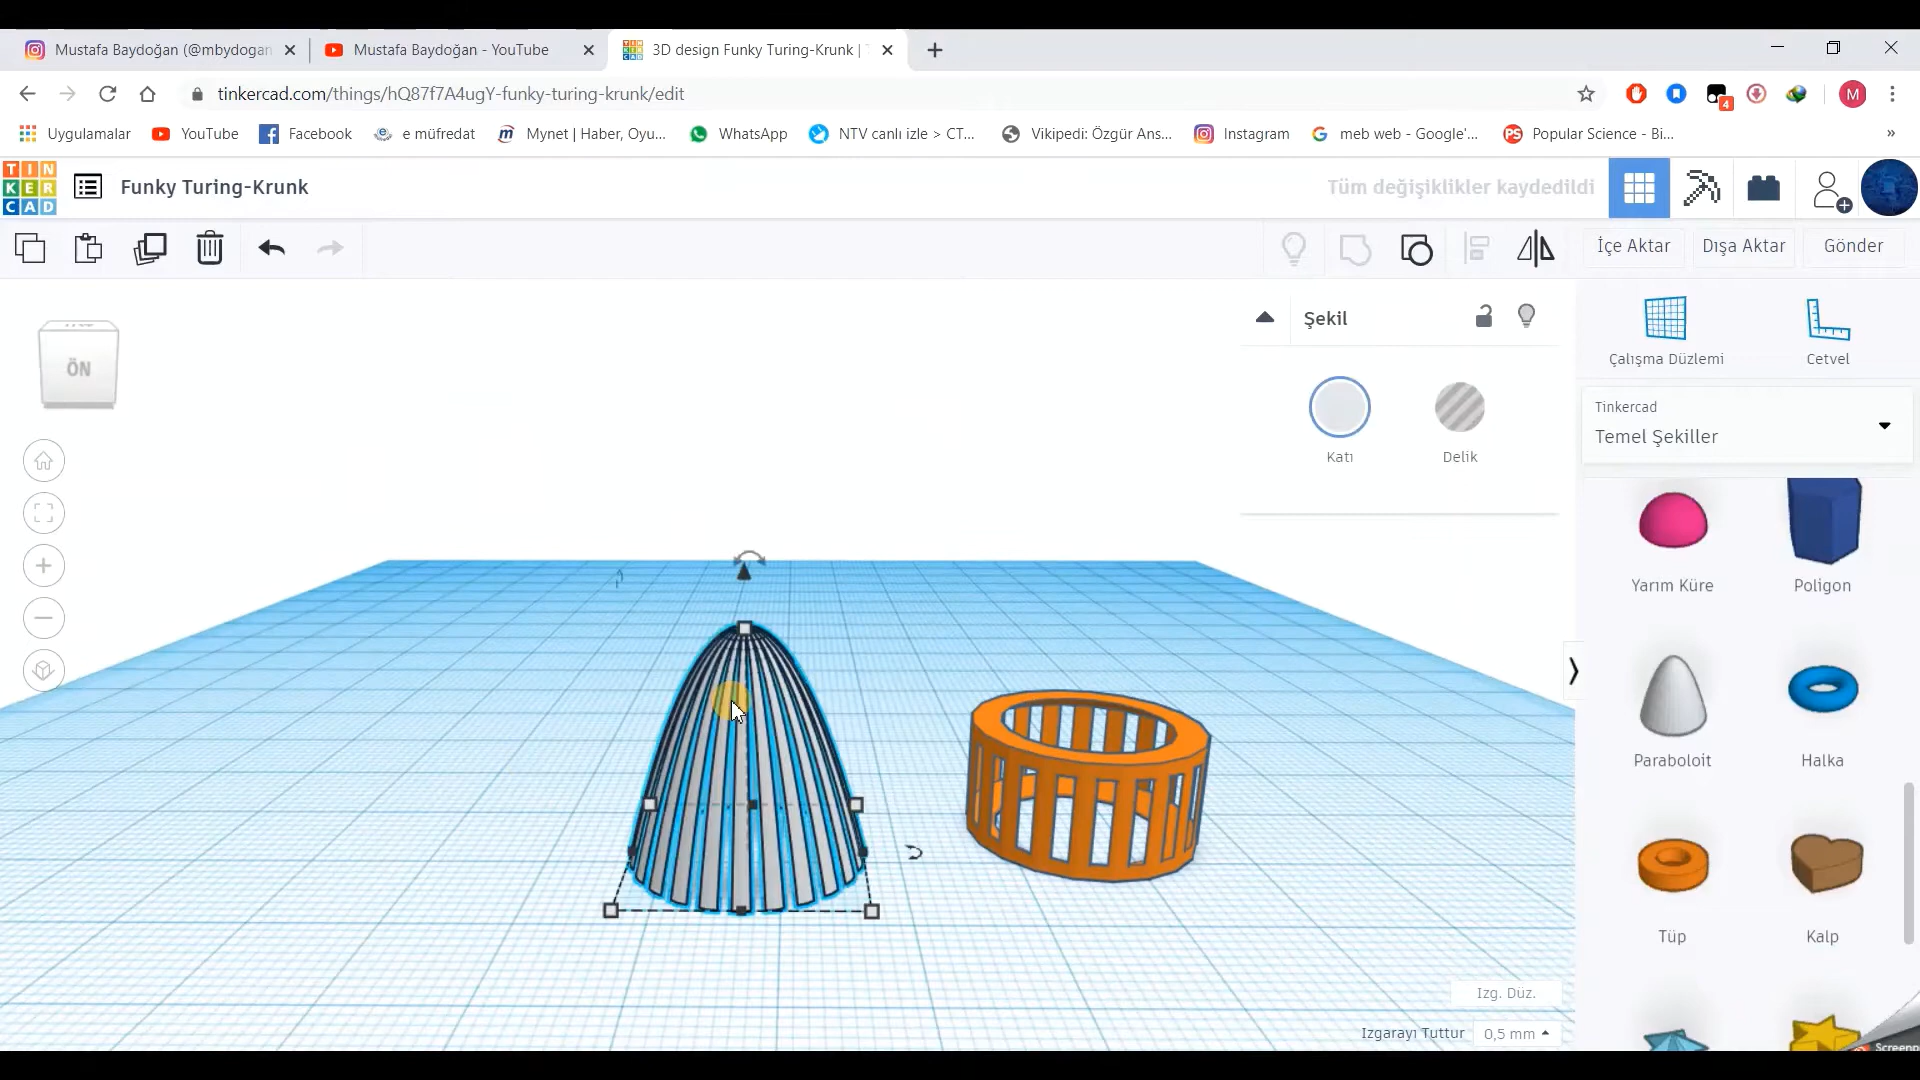 Mustafa Baydoğan (@mbydogan
Mustafa Baydoğan - YouTube
3D design Funky Turing-Krunk |
tinkercad.com/things/hQ87f7A4ugY-funky-turing-krunk/edit
4
M
Uygulamalar
YouTube
Facebook
e müfredat
Mynet | Haber, Oyu...
WhatsApp
NTV canlı izle > CT...
Vikipedi: Özgür Ans...
Instagram
meb web - Google'...
PS
Popular Science - Bi...
»
TIN
KER
CAD
Funky Turing-Krunk
Tüm değişiklikler kaydedildi
İçe Aktar
Dışa Aktar
Gönder
ÖN
Şekil
Katı
Delik
Çalışma Düzlemi
Cetvel
Tinkercad
Temel Şekiller
Yarım Küre
Poligon
Paraboloit
Halka
Tüp
Kalp
Izg. Düz.
Izgarayı Tuttur
0,5 mm